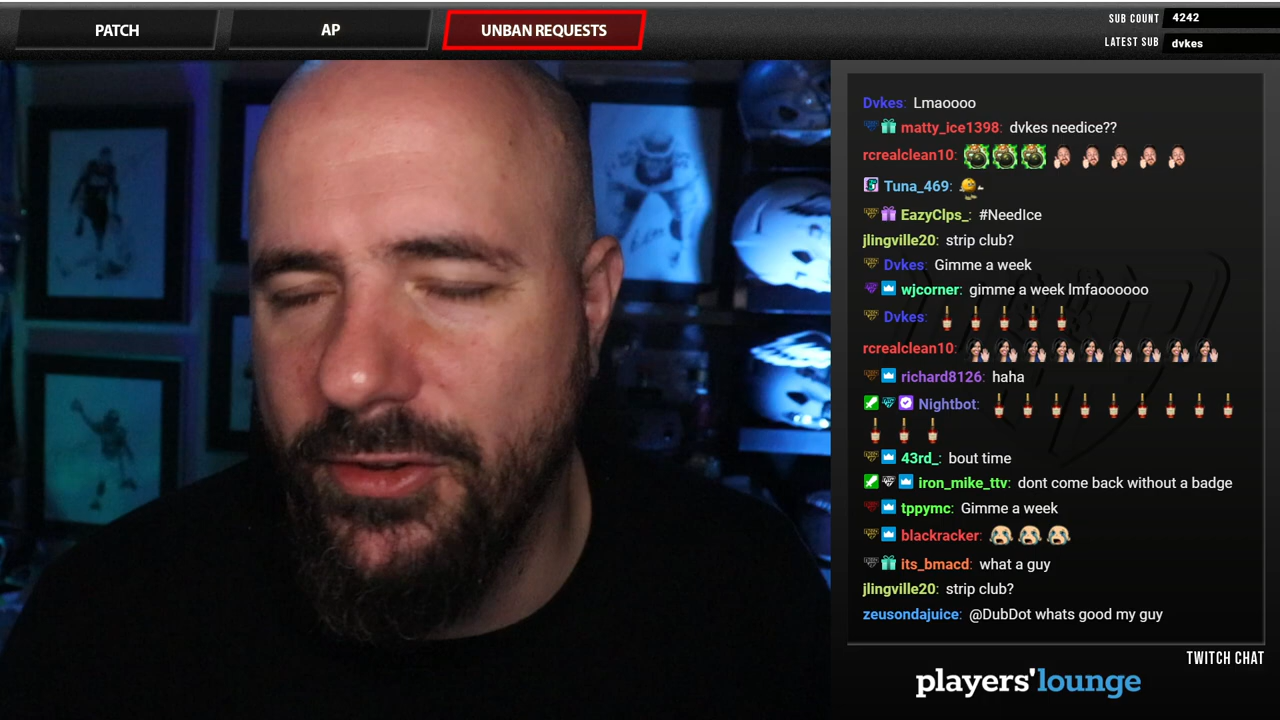 PATCH
AP
UNBAN REQUESTS
SUB COUNT 4242
LATEST SUB dvkes
Dvkes: Lmaoooo
matty_ice1398: dvkes needice??
rcrealclean10:
Tuna_469:
EazyClps_: #NeedIce
jlingville20: strip club?
Dvkes: Gimme a week
wjcorner: gimme a week lmfaoooooo
Dvkes:
rcrealclean10:
richard8126: haha
Nightbot:
43rd_: bout time
iron_mike_ttv: dont come back without a badge
tppymc: Gimme a week
blackracker:
its_bmacd: what a guy
jlingville20: strip club?
zeusondajuice: @DubDot whats good my guy
TWITCH CHAT
players'lounge